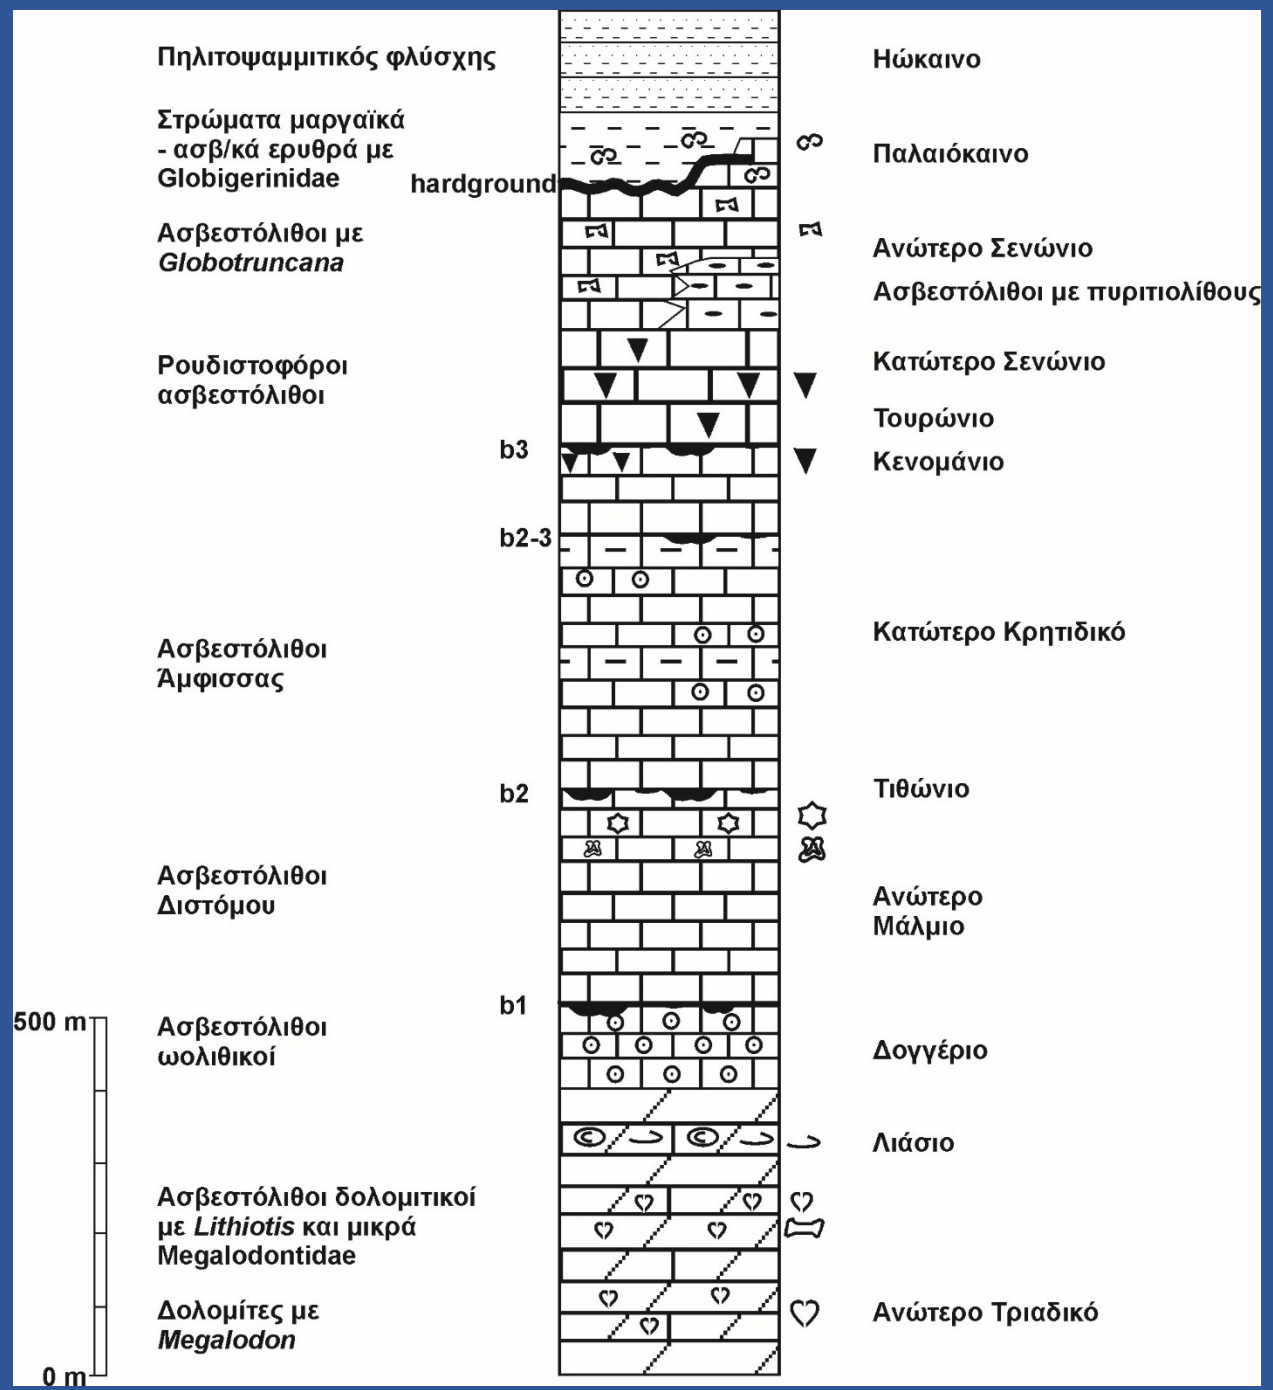 Πηλιτοψαμμιτικός φλύσχης
Ηώκαινο
Στρώματα μαργαϊκά
- ασβ/κά ερυθρά με
Globigerinidae
hardground
Παλαιόκαινο
Ασβεστόλιθοι με
Globotruncana
Ανώτερο Σενώνιο
Ασβεστόλιθοι με πυριτιολίθους
Ρουδιστοφόροι
ασβεστόλιθοι
Κατώτερο Σενώνιο
Τουρώνιο
b3
Κενομάνιο
b2-3
Ασβεστόλιθοι
Άμφισσας
Κατώτερο Κρητιδικό
b2
Τιθώνιο
Ασβεστόλιθοι
Διστόμου
Ανώτερο
Μάλμιο
b1
500 m
Ασβεστόλιθοι
ωολιθικοί
Δογγέριο
Λιάσιο
Ασβεστόλιθοι δολομιτικοί
με Lithiotis και μικρά
Megalodontidae
Δολομίτες με
Megalodon
Ανώτερο Τριαδικό
0 m